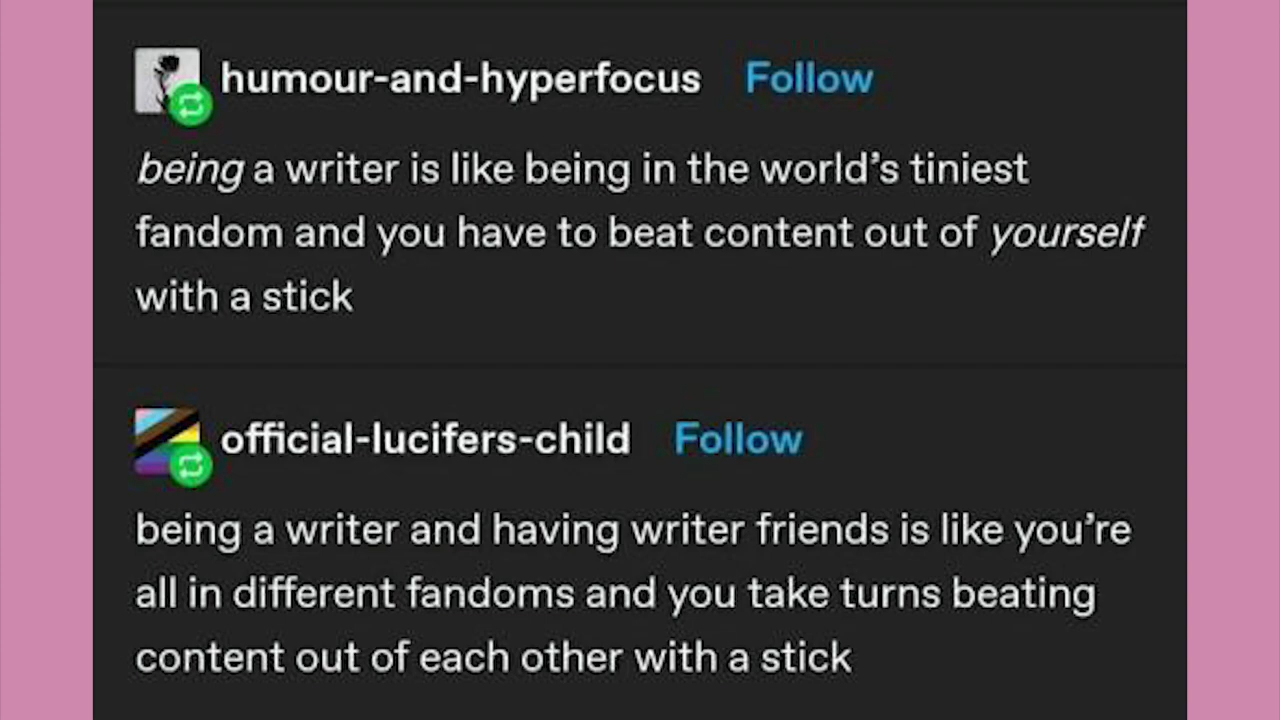 humour-and-hyperfocus Follow
being a writer is like being in the world's tiniest
fandom and you have to beat content out of yourself
with a stick
official-lucifers-child Follow
being a writer and having writer friends is like you're
all in different fandoms and you take turns beating
content out of each other with a stick